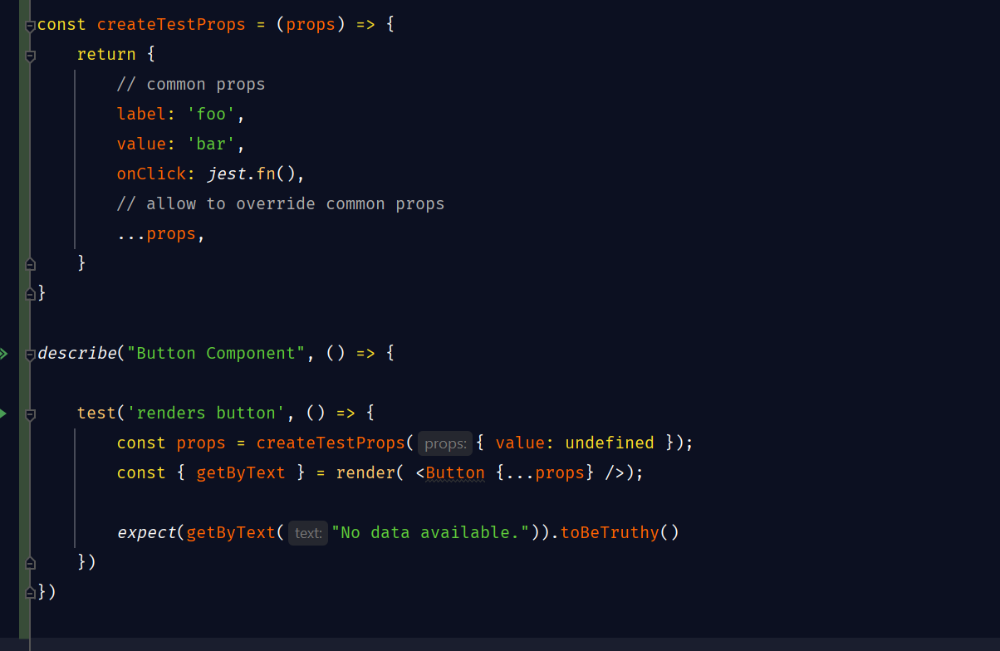 const createTestProps = (props) => {
    return {
        // common props
        label: 'foo',
        value: 'bar',
        onClick: jest.fn(),
        // allow to override common props
        ...props,
    }
}
describe("Button Component", () => {
    test('renders button', () => {
        const props = createTestProps( props: { value: undefined });
        const { getByText } = render( <Button {...props} />);
        expect(getByText( text: "No data available.")).toBeTruthy()
    })
})